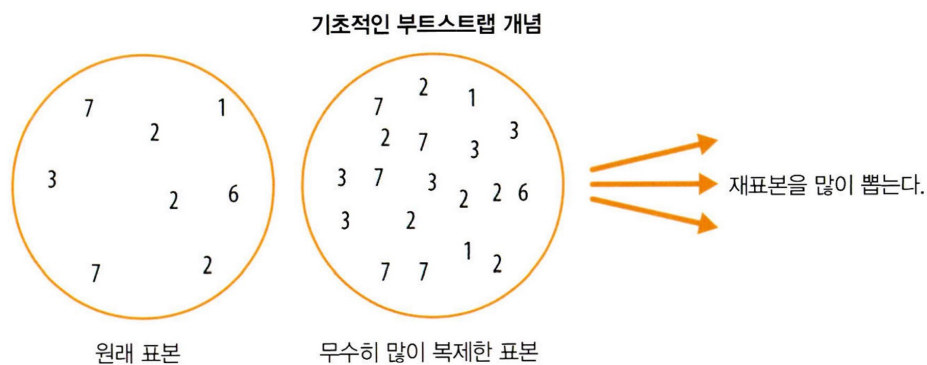 기초적인 부트스트랩 개념
7 1
2
3
2 6
7 2
2
7 1
3
2 7 3
3 7 3 2 2 6
3 2
1
7 7 2
재표본을 많이 뽑는다.
원래 표본 무수히 많이 복제한 표본